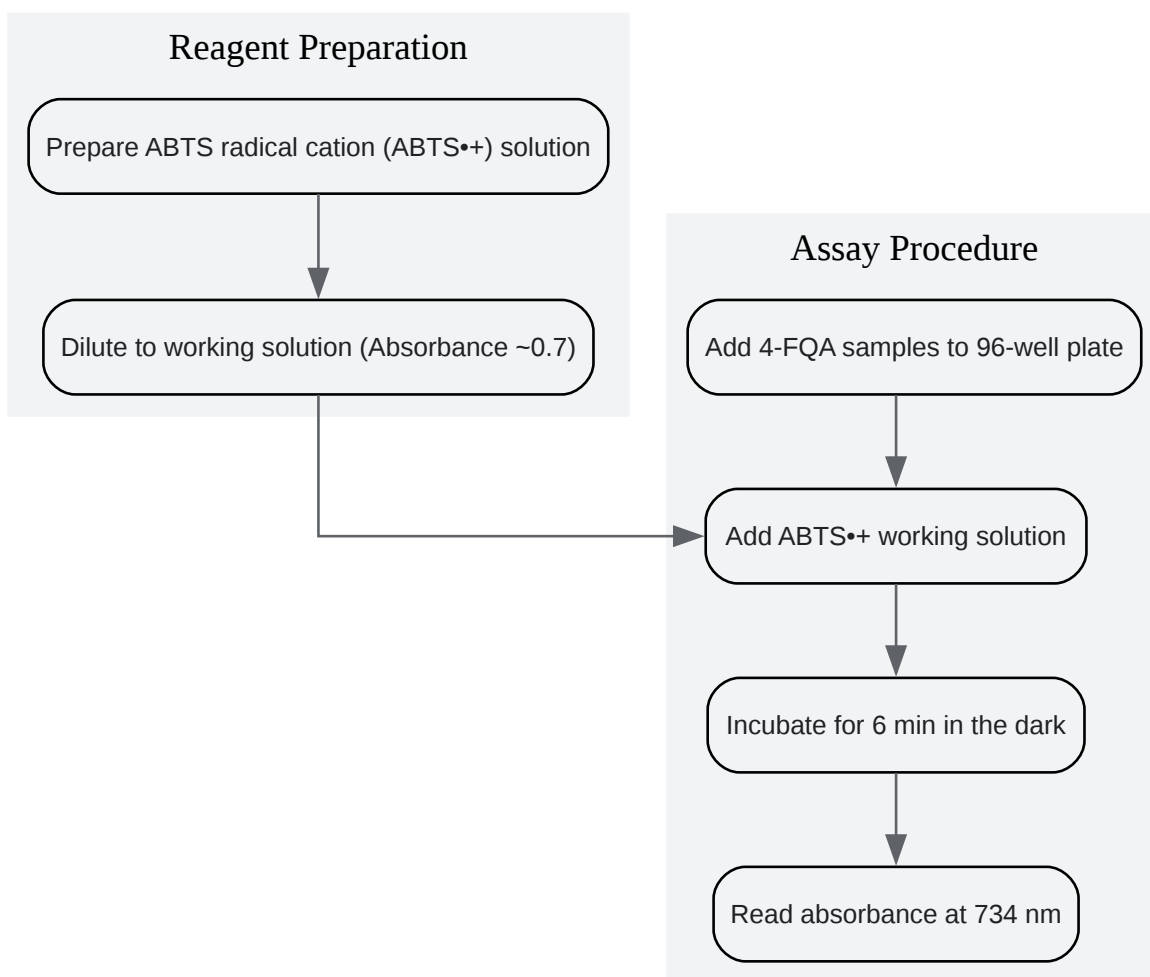 Reagent Preparation
Prepare ABTS radical cation (ABTS•+) solution
Dilute to working solution (Absorbance ~0.7)
Assay Procedure
Add 4-FQA samples to 96-well plate
Add ABTS•+ working solution
Incubate for 6 min in the dark
Read absorbance at 734 nm